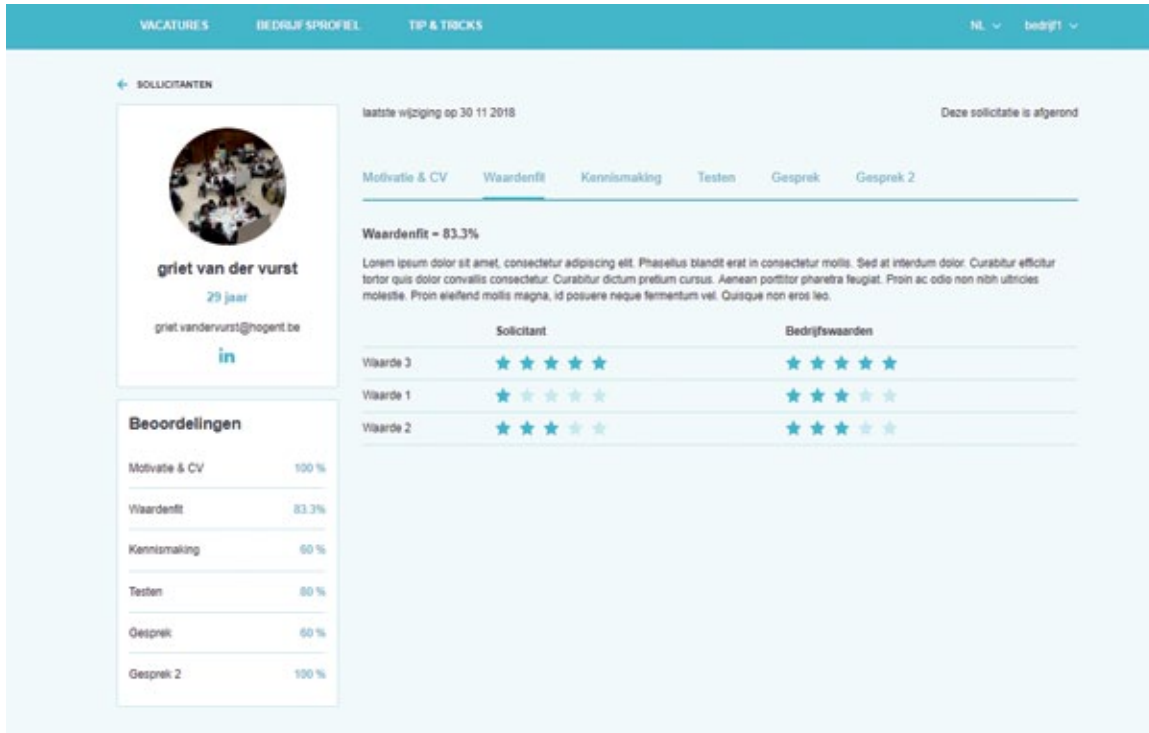 VACATURES BEDRIJFSPROFIEL TIP & TRICKS NL bedrijf1
SOLLICITANTEN
griet van der vurst
29 jaar
griet.vandervurst@hogent.be
in
Beoordelingen
Motivatie & CV 100 %
Waardenfit 83.3%
Kennismaking 60 %
Testen 80 %
Gesprek 60 %
Gesprek 2 100 %
laatste wijziging op 30 11 2018 Deze sollicitatie is afgerond
Motivatie & CV Waardenfit Kennismaking Testen Gesprek Gesprek 2
Waardenfit = 83.3%
Lorem ipsum dolor sit amet, consectetur adipiscing elit. Phasellus blandit erat in consectetur mollis. Sed at interdum dolor. Curabitur efficitur
tortor quis dolor convallis consectetur. Curabitur dictum pretium cursus. Aenean porttitor pharetra feugiat. Proin ac odio non nibh ultricies
molestie. Proin eleifend mollis magna, id posuere neque fermentum vel. Quisque non eros leo.
Solicitant Bedrijfswaarden
Waarde 3
Waarde 1
Waarde 2